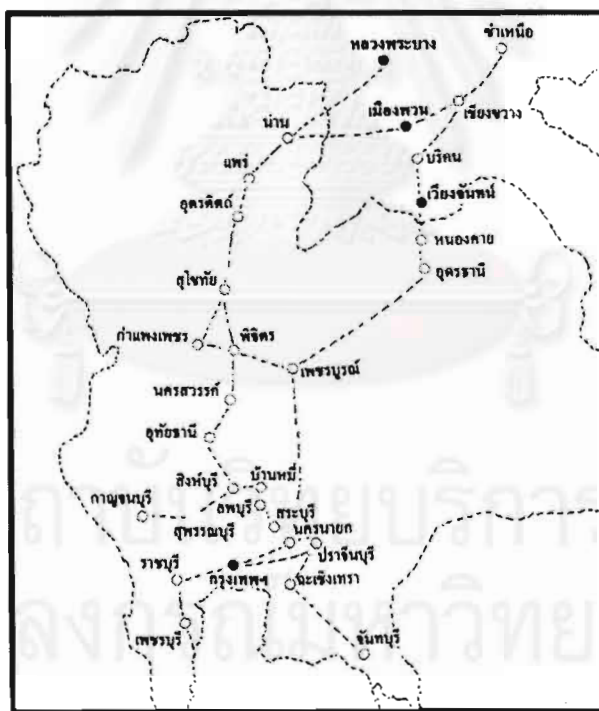 ซำเหนือ
หลวงพระบาง
เมืองพวน
เชียงขวาง
น่าน
บริคน
แพร่
เวียงจันทน์
อุตรดิตถ์
หนองคาย
อุดรธานี
สุโขทัย
กำแพงเพชร
พิจิตร
เพชรบูรณ์
นครสวรรค์
อุทัยธานี
สิงห์บุรี
บ้านหมี่
กาญจนบุรี
ลพบุรี
สระบุรี
สุพรรณบุรี
นครนายก
ปราจีนบุรี
ราชบุรี
กรุงเทพฯ
ฉะเชิงเทรา
เพชรบุรี
จันทบุรี